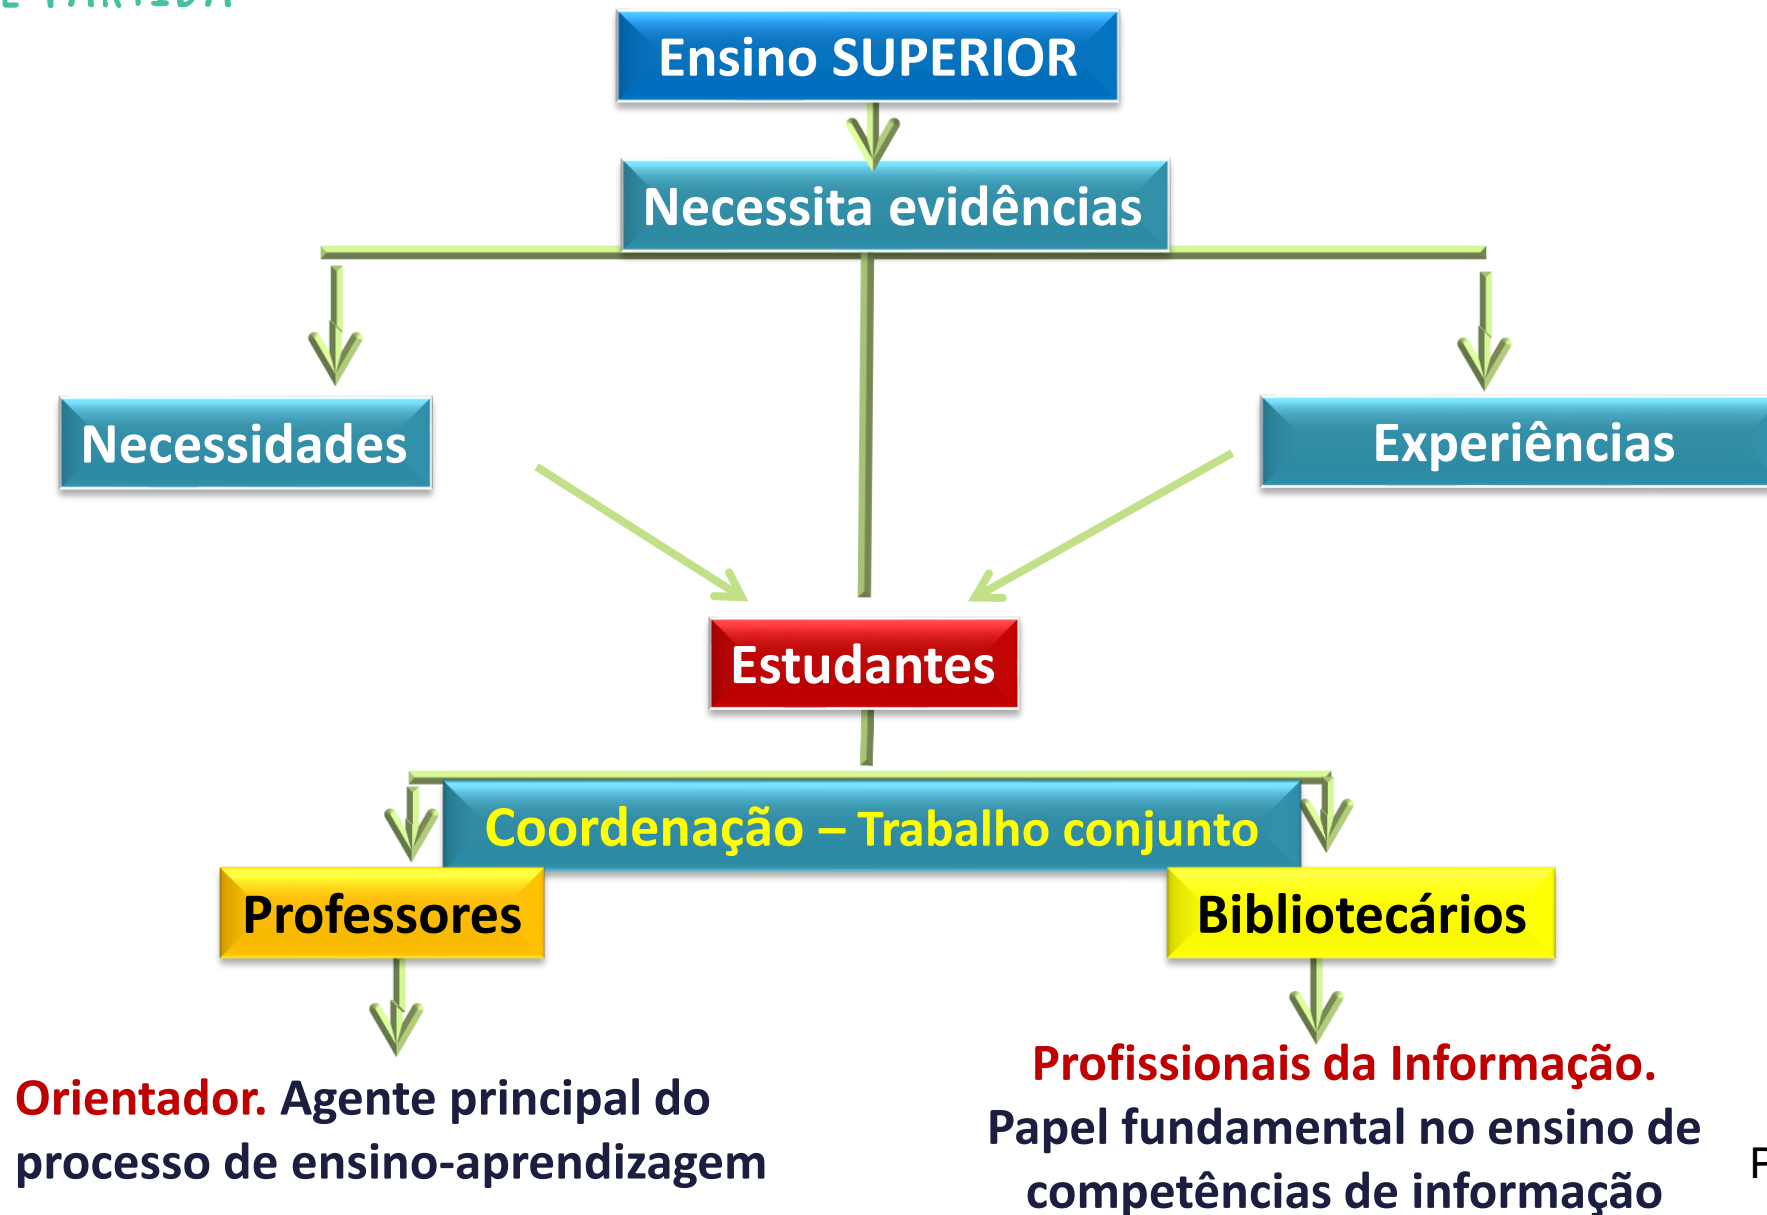 E PARTIDA
Ensino SUPERIOR
Necessita evidências
Necessidades
Experiências
Estudantes
Coordenação – Trabalho conjunto
Professores
Bibliotecários
Orientador. Agente principal do
processo de ensino-aprendizagem
Profissionais da Informação.
Papel fundamental no ensino de
competências de informação
P